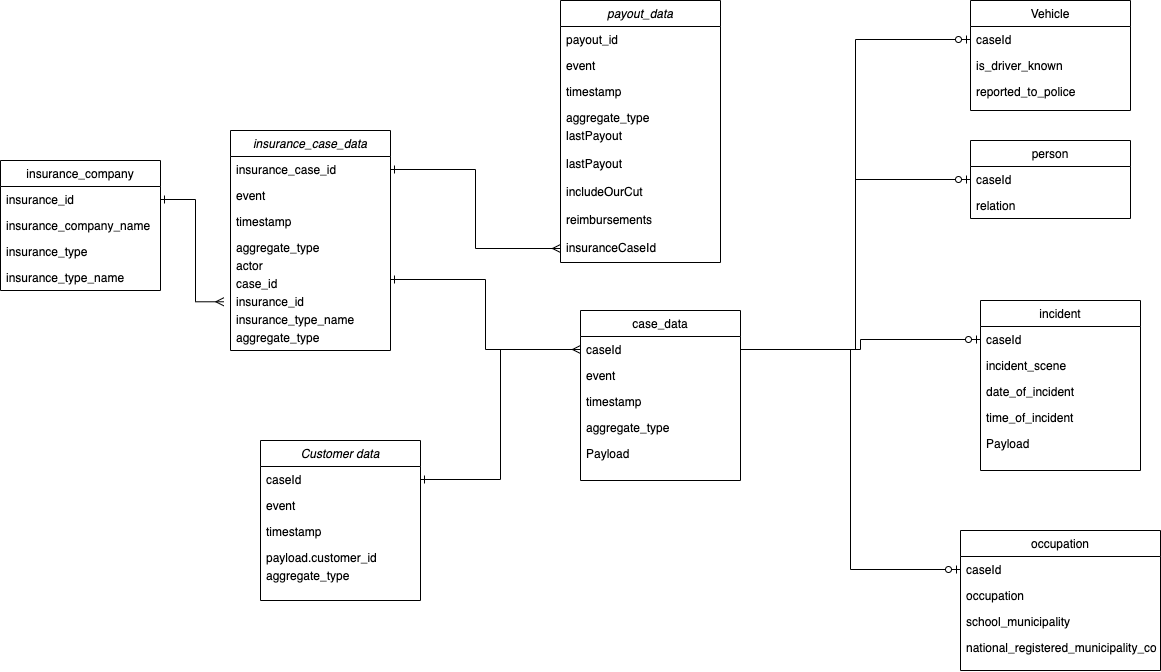 payout_data
payout_id
event
timestamp
aggregate_type
lastPayout
lastPayout
includeOurCut
reimbursements
insuranceCaseId
Vehicle
caseId
is_driver_known
reported_to_police
insurance_case_data
insurance_case_id
event
timestamp
aggregate_type
actor
case_id
insurance_id
insurance_type_name
aggregate_type
person
caseId
relation
insurance_company
insurance_id
insurance_company_name
insurance_type
insurance_type_name
incident
caseId
incident_scene
date_of_incident
time_of_incident
Payload
case_data
caseId
event
timestamp
aggregate_type
Payload
Customer data
caseId
event
timestamp
payload.customer_id
aggregate_type
occupation
caseId
occupation
school_municipality
national_registered_municipality_co